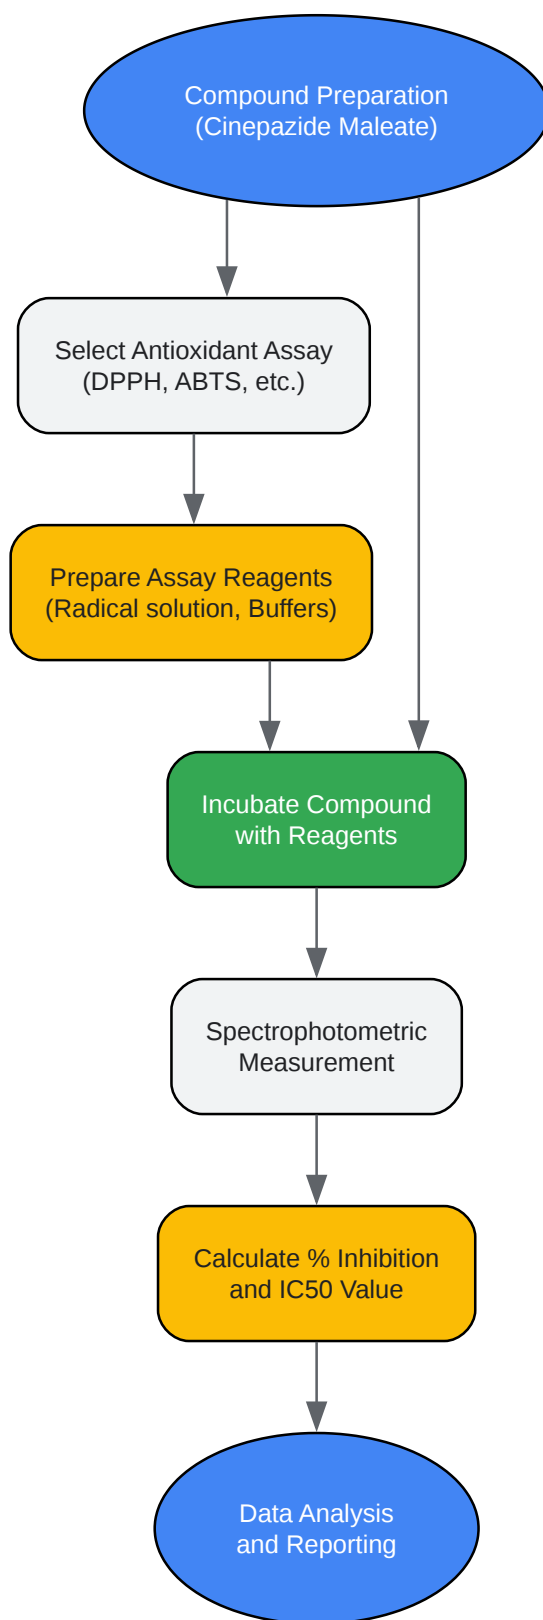 Compound Preparation
(Cinepazide Maleate)
Select Antioxidant Assay
(DPPH, ABTS, etc.)
Prepare Assay Reagents
(Radical solution, Buffers)
Incubate Compound
with Reagents
Spectrophotometric
Measurement
Calculate % Inhibition
and IC50 Value
Data Analysis
and Reporting